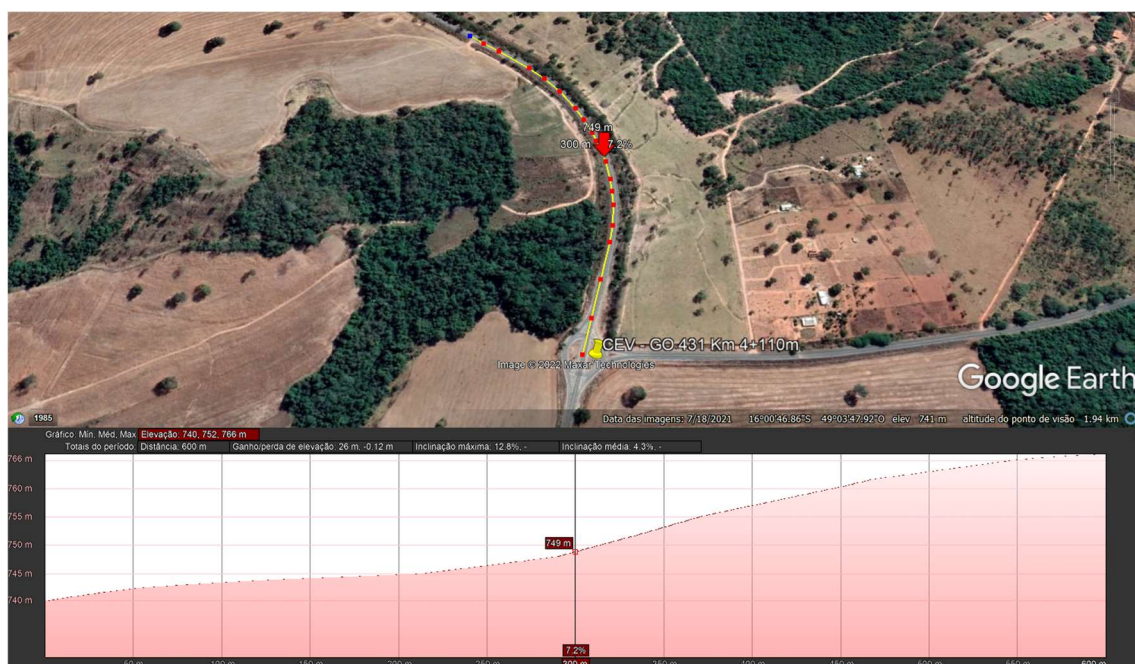 749 m
300 m 7.2%
CEV - GO 431 Km 4+110m
Imago © 2022 Maxar Technologies
Google Earth
1985
Data das imagens: 7/18/2021 16°00'46.86"S 49°03'47.92"O elev 741 m altitude do ponto de visão 1.94 km
Gráfico: Mín. Méd, Max Elevação: 740, 752, 766 m
Totais do período: Distância: 600 m Ganho/perda de elevação: 26 m, -0.12 m Inclinação máxima: 12.8%, - Inclinação média: 4.3%, -
766 m
760 m
755 m
750 m
749 m
745 m
740 m
7.2%
50 m 100 m 150 m 200 m 250 m 300 m 350 m 400 m 450 m 500 m 550 m 600 m